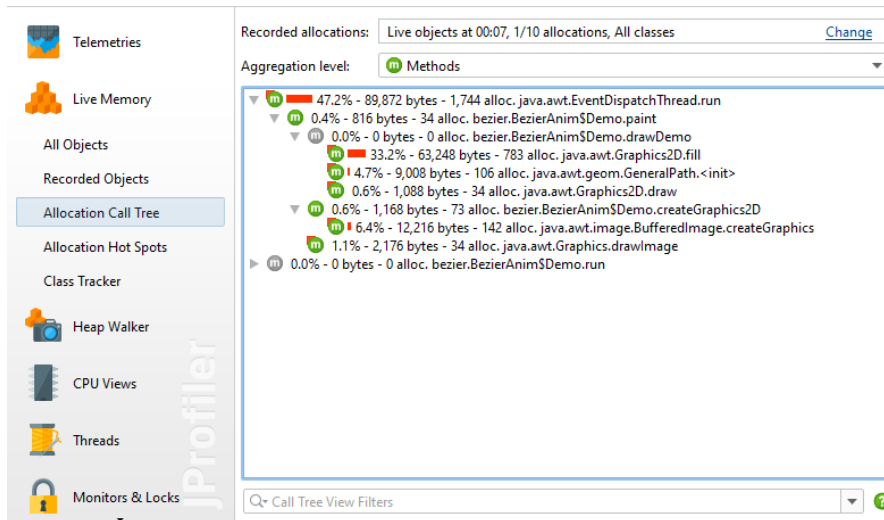 Telemetries
Live Memory
All Objects
Recorded Objects
Allocation Call Tree
Allocation Hot Spots
Class Tracker
Heap Walker
CPU Views
Threads
Monitors & Locks
JProfiler
Recorded allocations: Live objects at 00:07, 1/10 allocations, All classes Change
Aggregation level: m Methods
m 47.2% - 89,872 bytes - 1,744 alloc. java.awt.EventDispatchThread.run
m 0.4% - 816 bytes - 34 alloc. bezier.BezierAnim$Demo.paint
m 0.0% - 0 bytes - 0 alloc. bezier.BezierAnim$Demo.drawDemo
m 33.2% - 63,248 bytes - 783 alloc. java.awt.Graphics2D.fill
m 4.7% - 9,008 bytes - 106 alloc. java.awt.geom.GeneralPath.<init>
m 0.6% - 1,088 bytes - 34 alloc. java.awt.Graphics2D.draw
m 0.6% - 1,168 bytes - 73 alloc. bezier.BezierAnim$Demo.createGraphics2D
m 6.4% - 12,216 bytes - 142 alloc. java.awt.image.BufferedImage.createGraphics
m 1.1% - 2,176 bytes - 34 alloc. java.awt.Graphics.drawImage
m 0.0% - 0 bytes - 0 alloc. bezier.BezierAnim$Demo.run
Call Tree View Filters
?